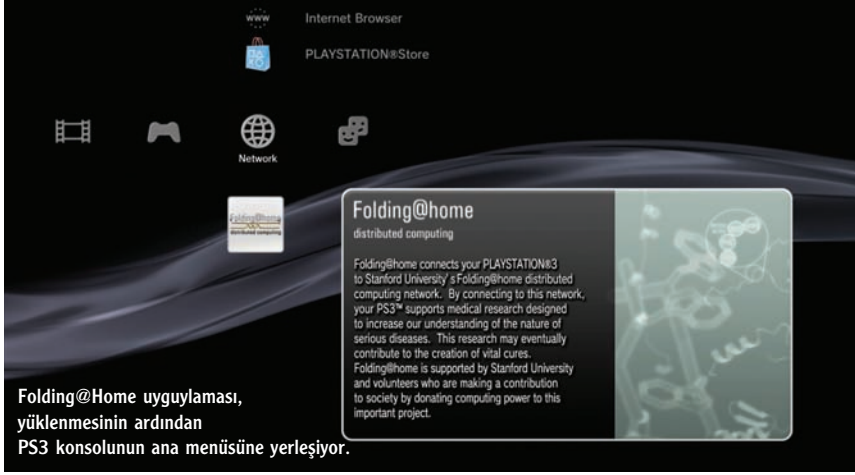 Internet Browser
PLAYSTATION®Store
Network
Folding@home
distributed computing
Folding@home
distributed computing
Folding@home connects your PLAYSTATION®3
to Stanford University's Folding@home distributed
computing network. By connecting to this network,
your PS3™ supports medical research designed
to increase our understanding of the nature of
serious diseases. This research may eventually
contribute to the creation of vital cures.
Folding@home is supported by Stanford University
and volunteers who are making a contribution
to society by donating computing power to this
important project.
Folding@Home uyguylaması,
yüklenmesinin ardından
PS3 konsolunun ana menüsüne yerleşiyor.